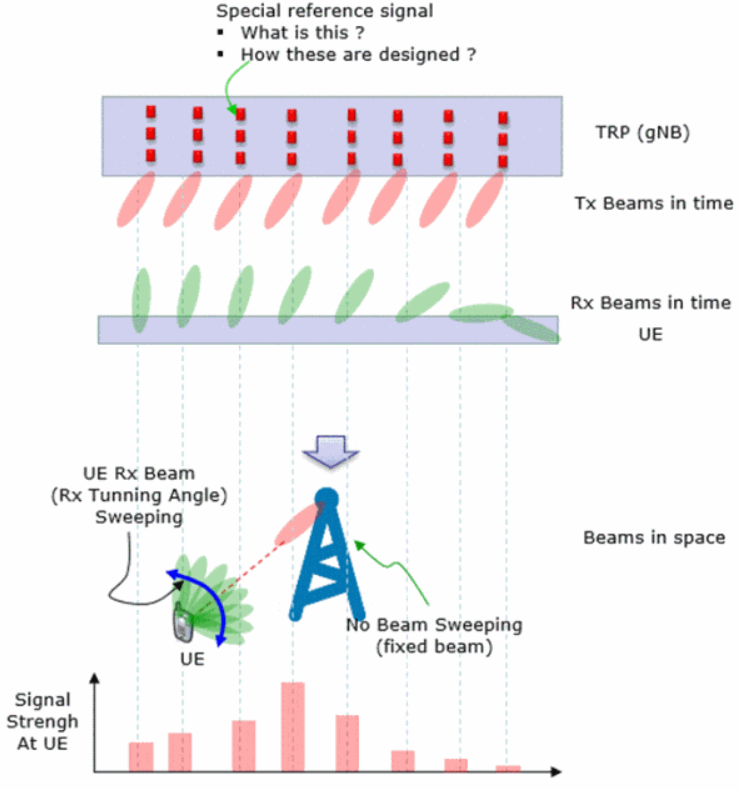 Special reference signal
▪ What is this ?
▪ How these are designed ?
TRP (gNB)
Tx Beams in time
Rx Beams in time
UE
UE Rx Beam
(Rx Tunning Angle)
Sweeping
Beams in space
No Beam Sweeping
(fixed beam)
UE
Signal
Strengh
At UE